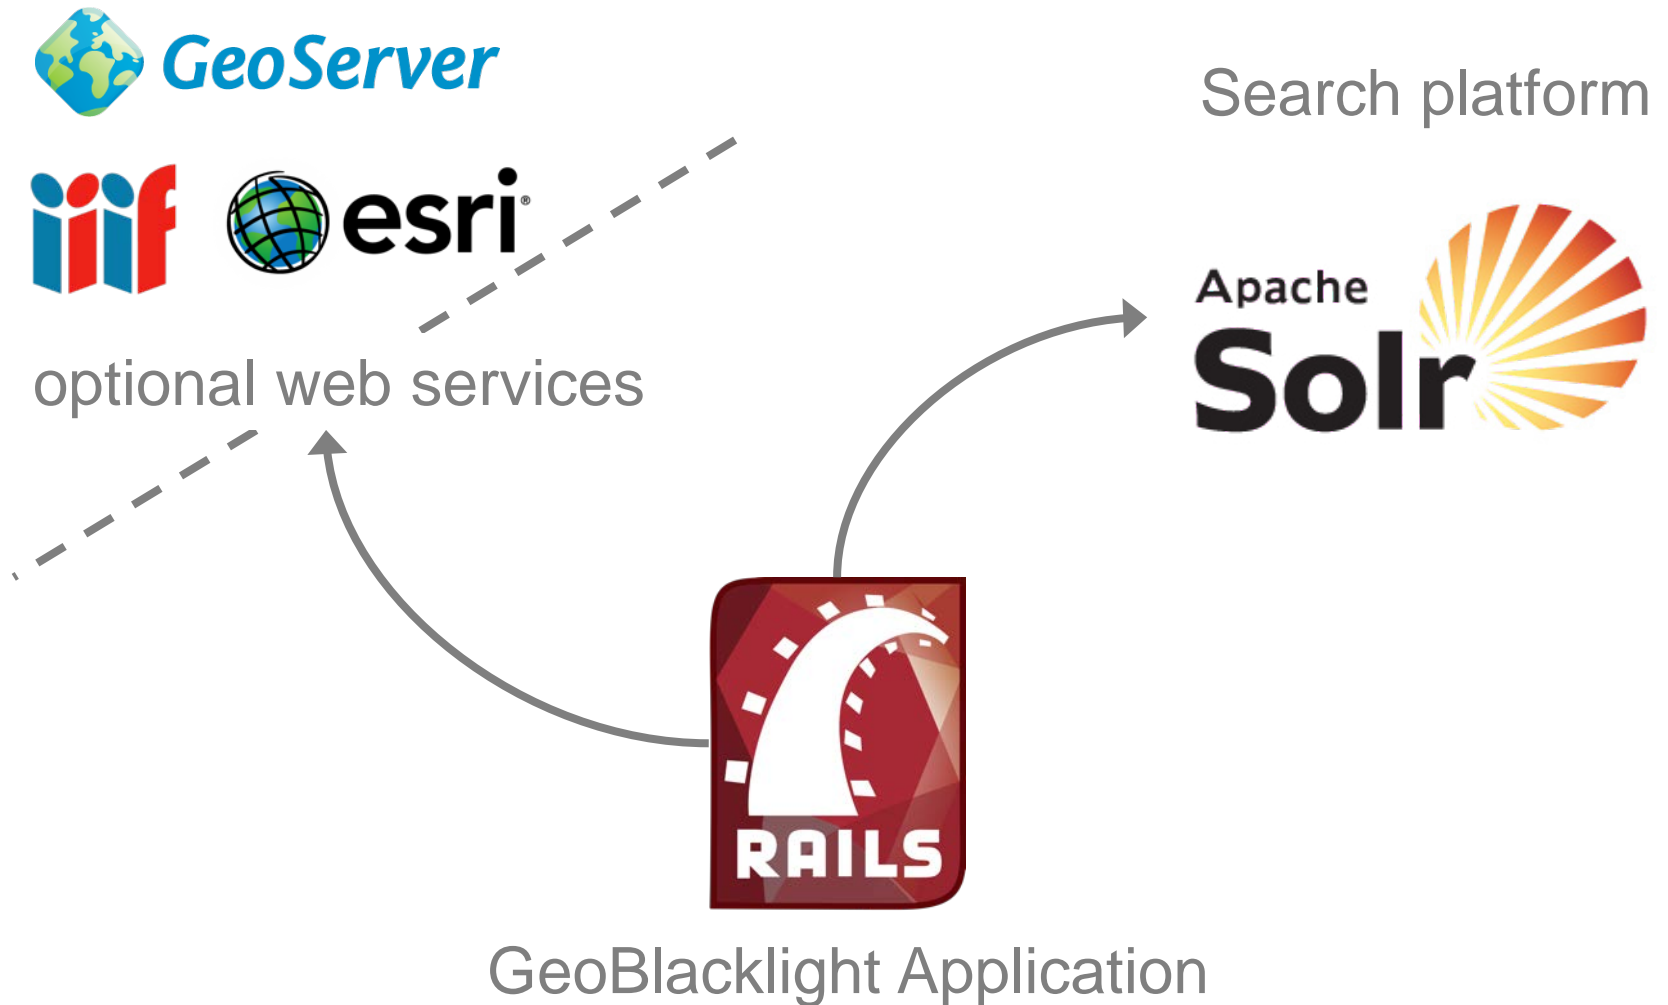 GeoServer
Search platform
iiif
esri®
Apache
Solr
optional web services
RAILS
GeoBlacklight Application